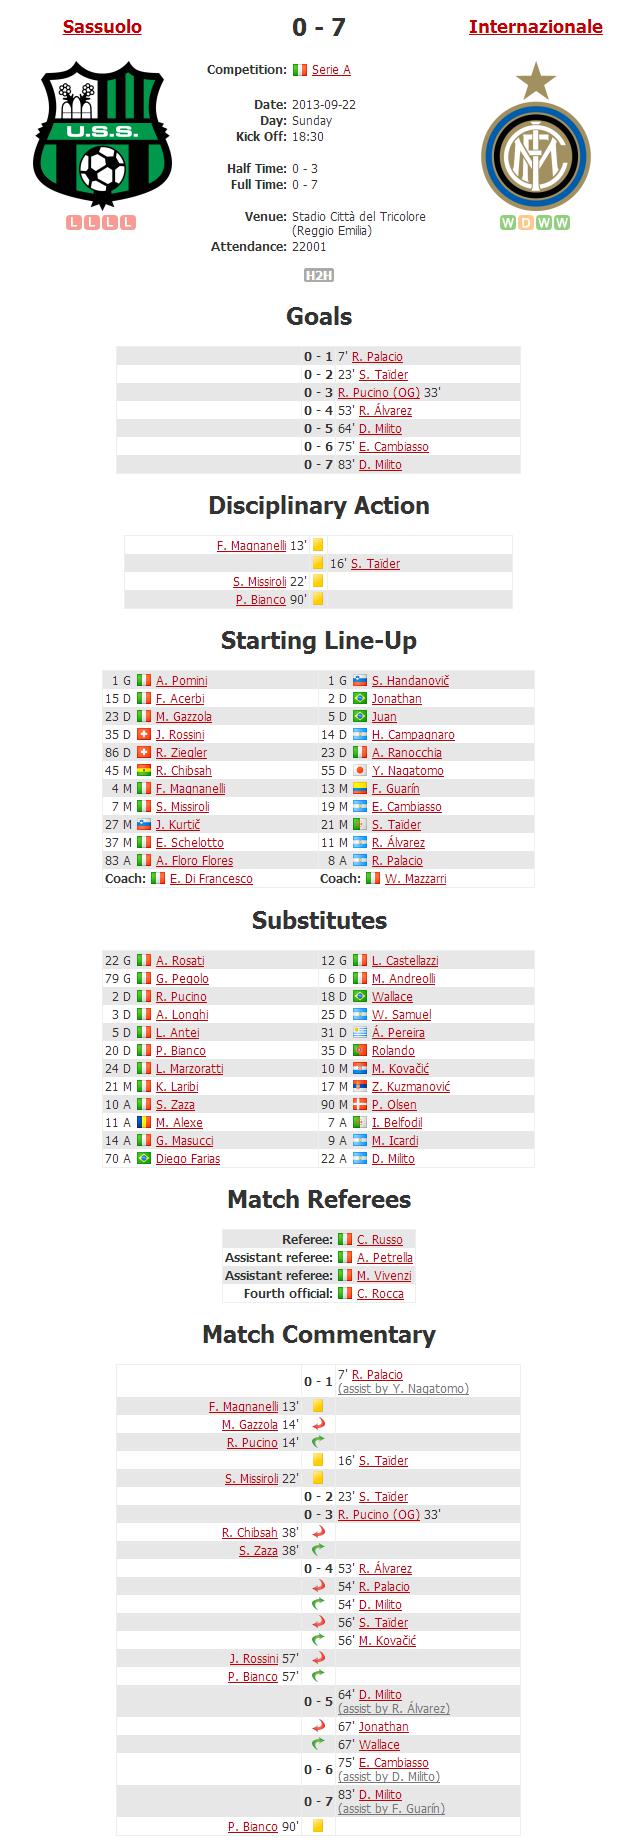 Sassuolo 0 - 7 Internazionale
Competition: Serie A
U.S.S.
Date: 2013-09-22
Day: Sunday
Kick Off: 18:30
Half Time: 0 - 3
Full Time: 0 - 7
Venue: Stadio Città del Tricolore
(Reggio Emilia)
Attendance: 22001
L L L L
W D W W
H2H
Goals
0 - 1 7' R. Palacio
0 - 2 23' S. Taïder
0 - 3 R. Pucino (OG) 33'
0 - 4 53' R. Álvarez
0 - 5 64' D. Milito
0 - 6 75' E. Cambiasso
0 - 7 83' D. Milito
Disciplinary Action
F. Magnanelli 13'
16' S. Taïder
S. Missiroli 22'
P. Bianco 90'
Starting Line-Up
1 G A. Pomini 1 G S. Handanovič
15 D F. Acerbi 2 D Jonathan
23 D M. Gazzola 5 D Juan
35 D J. Rossini 14 D H. Campagnaro
86 D R. Ziegler 23 D A. Ranocchia
45 M R. Chibsah 55 D Y. Nagatomo
4 M F. Magnanelli 13 M F. Guarín
7 M S. Missiroli 19 M E. Cambiasso
27 M J. Kurtič 21 M S. Taïder
37 M E. Schelotto 11 M R. Álvarez
83 A A. Floro Flores 8 A R. Palacio
Coach: E. Di Francesco Coach: W. Mazzarri
Substitutes
22 G A. Rosati 12 G L. Castellazzi
79 G G. Pegolo 6 D M. Andreolli
2 D R. Pucino 18 D Wallace
3 D A. Longhi 25 D W. Samuel
5 D L. Antei 31 D Á. Pereira
20 D P. Bianco 35 D Rolando
24 D L. Marzoratti 10 M M. Kovačić
21 M K. Laribi 17 M Z. Kuzmanović
10 A S. Zaza 90 M P. Olsen
11 A M. Alexe 7 A I. Belfodil
14 A G. Masucci 9 A M. Icardi
70 A Diego Farias 22 A D. Milito
Match Referees
Referee: C. Russo
Assistant referee: A. Petrella
Assistant referee: M. Vivenzi
Fourth official: C. Rocca
Match Commentary
0 - 1 7' R. Palacio
(assist by Y. Nagatomo)
F. Magnanelli 13'
M. Gazzola 14'
R. Pucino 14'
16' S. Taïder
S. Missiroli 22'
0 - 2 23' S. Taïder
0 - 3 R. Pucino (OG) 33'
R. Chibsah 38'
S. Zaza 38'
0 - 4 53' R. Álvarez
54' R. Palacio
54' D. Milito
56' S. Taïder
56' M. Kovačić
J. Rossini 57'
P. Bianco 57'
0 - 5 64' D. Milito
(assist by R. Álvarez)
67' Jonathan
67' Wallace
0 - 6 75' E. Cambiasso
(assist by D. Milito)
0 - 7 83' D. Milito
(assist by F. Guarín)
P. Bianco 90'